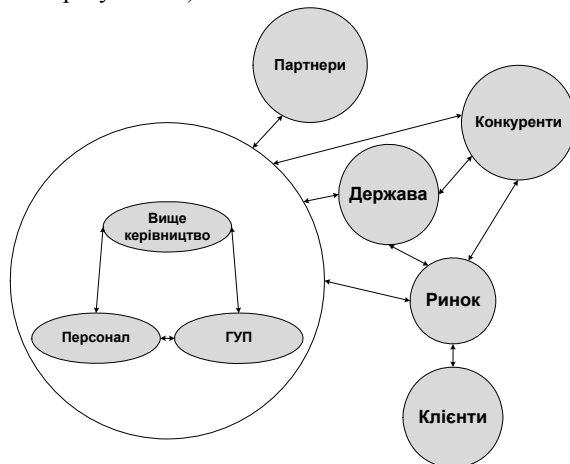 Партнери
Конкуренти
Держава
Вище
керівництво
Ринок
Персонал
ГУП
Клієнти